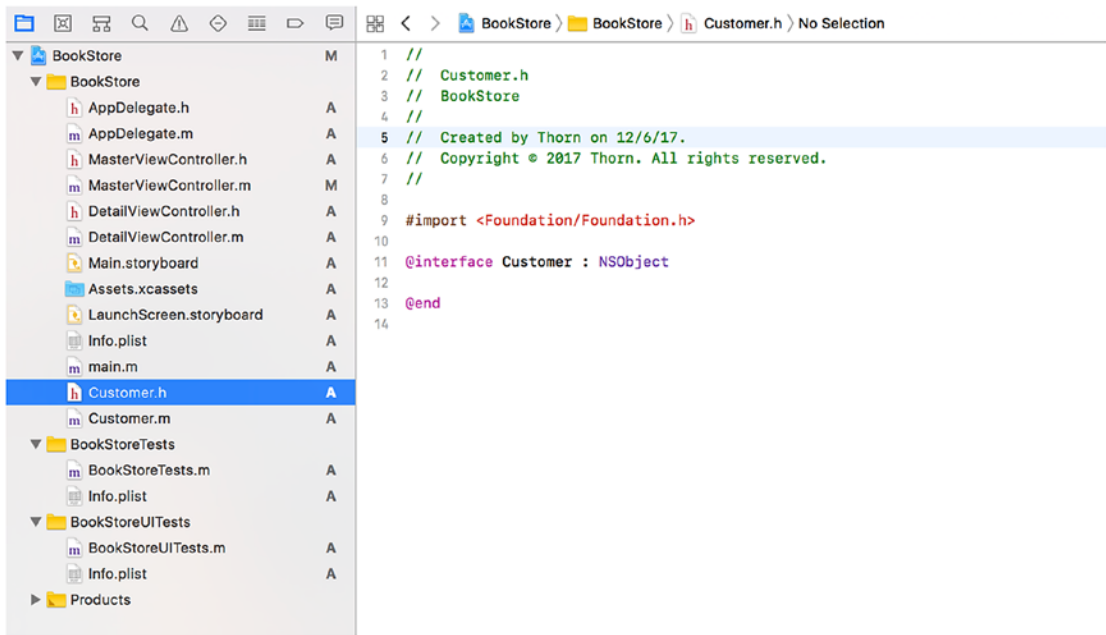 BookStore 〉 BookStore 〉 h Customer.h 〉 No Selection
BookStore M
BookStore
h AppDelegate.h A
m AppDelegate.m A
h MasterViewController.h A
m MasterViewController.m M
h DetailViewController.h A
m DetailViewController.m A
Main.storyboard A
Assets.xcassets A
LaunchScreen.storyboard A
Info.plist A
m main.m A
h Customer.h A
m Customer.m A
BookStoreTests
m BookStoreTests.m A
Info.plist A
BookStoreUITests
m BookStoreUITests.m A
Info.plist A
Products
1 //
2 //  Customer.h
3 //  BookStore
4 //
5 //  Created by Thorn on 12/6/17.
6 //  Copyright © 2017 Thorn. All rights reserved.
7 //
8
9 #import <Foundation/Foundation.h>
10
11 @interface Customer : NSObject
12
13 @end
14